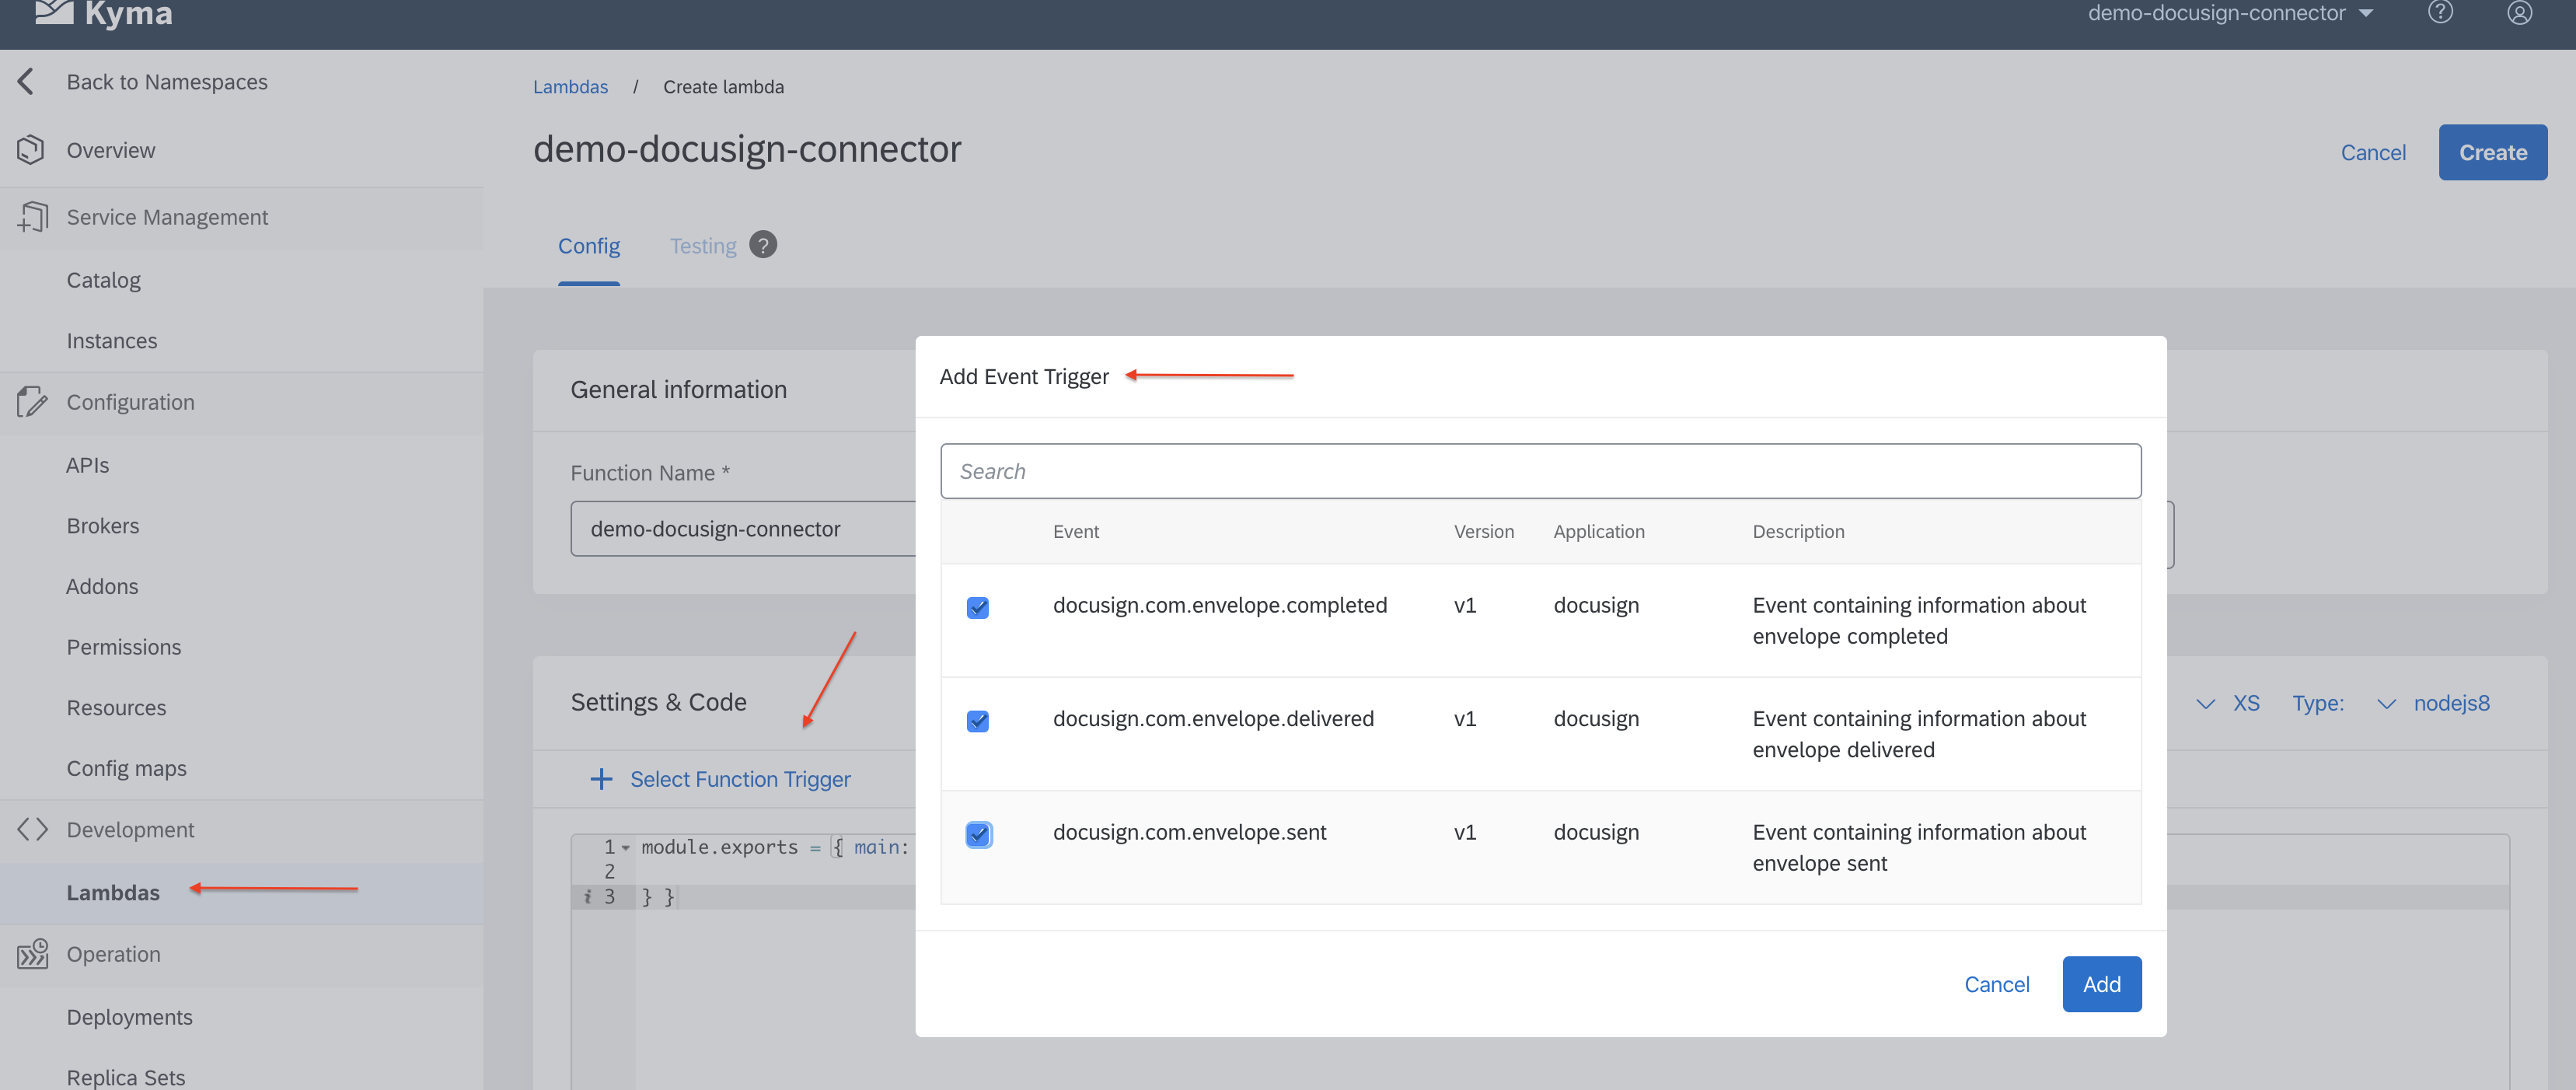 Kyma
demo-docusign-connector
Back to Namespaces
Overview
Service Management
Catalog
Instances
Configuration
APIs
Brokers
Addons
Permissions
Resources
Config maps
Development
Lambdas
Operation
Deployments
Replica Sets
Lambdas / Create lambda
demo-docusign-connector
Cancel
Create
Config
Testing ?
General information
Function Name *
demo-docusign-connector
Settings & Code
XS Type: nodejs8
+ Select Function Trigger
1 module.exports = { main:
2
3 } }
Add Event Trigger
Search
Event Version Application Description
docusign.com.envelope.completed v1 docusign Event containing information about
envelope completed
docusign.com.envelope.delivered v1 docusign Event containing information about
envelope delivered
docusign.com.envelope.sent v1 docusign Event containing information about
envelope sent
Cancel
Add